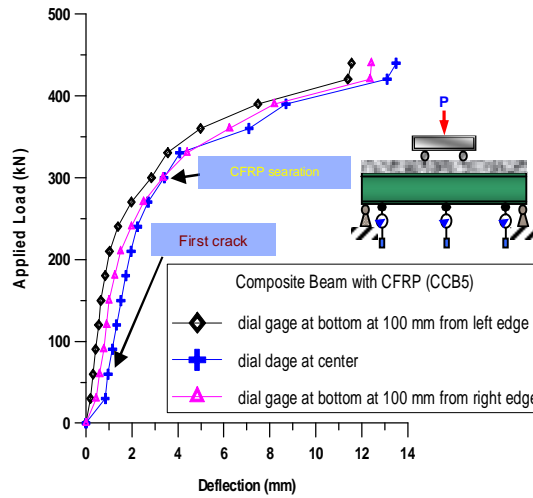 500
400
300
200
100
0
Applied Load (kN)
0
2
4
6
8
10
12
14
Deflection (mm)
P
CFRP searation
First crack
Composite Beam with CFRP (CCB5)
dial gage at bottom at 100 mm from left edge
dial dage at center
dial gage at bottom at 100 mm from right edge